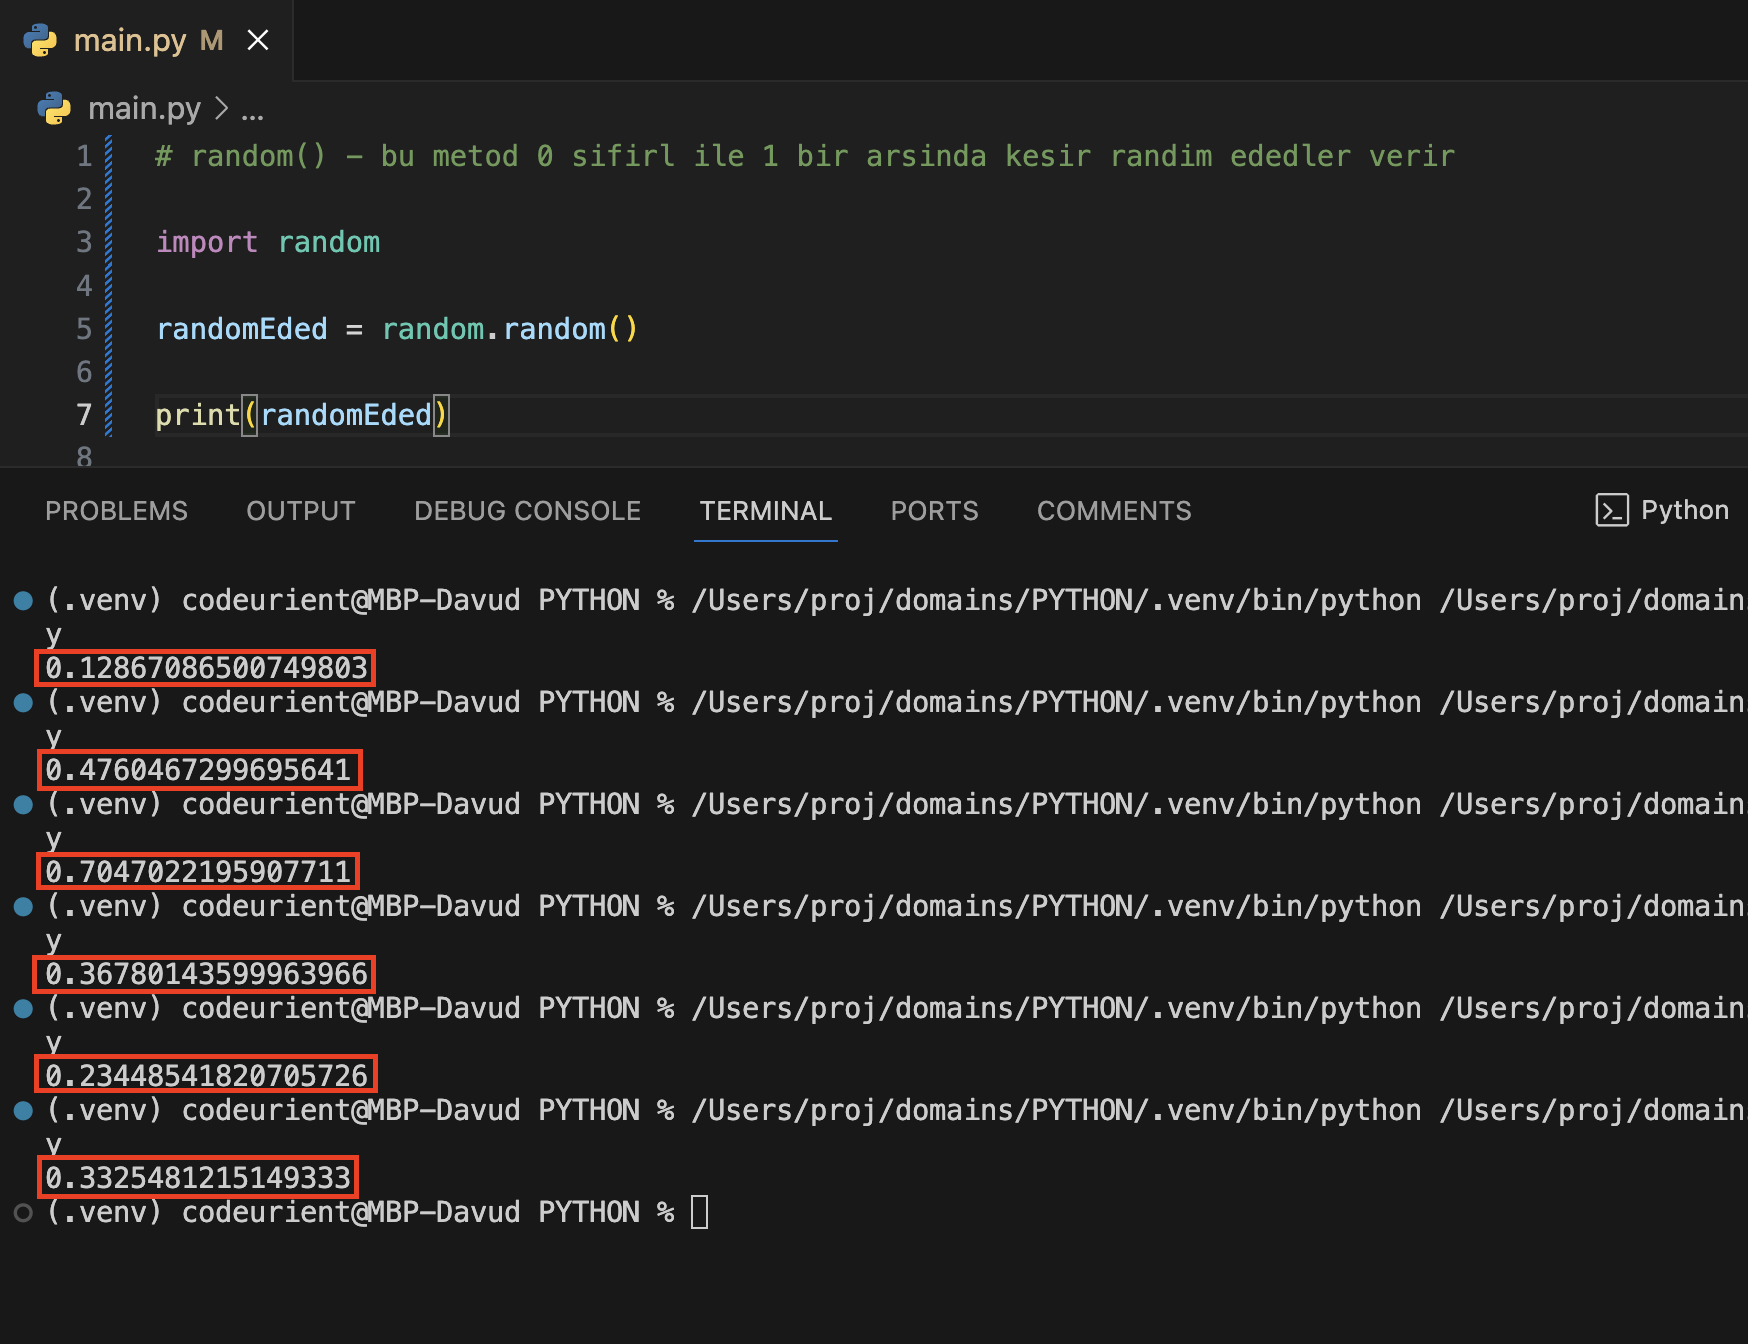 main.py M
main.py > ...
1 # random() - bu metod 0 sifirl ile 1 bir arsinda kesir randim ededler verir
2
3 import random
4
5 randomEded = random.random()
6
7 print(randomEded)
8
PROBLEMS OUTPUT DEBUG CONSOLE TERMINAL PORTS COMMENTS Python
(.venv) codeurient@MBP-Davud PYTHON % /Users/proj/domains/PYTHON/.venv/bin/python /Users/proj/domain
y
0.12867086500749803
(.venv) codeurient@MBP-Davud PYTHON % /Users/proj/domains/PYTHON/.venv/bin/python /Users/proj/domain
y
0.4760467299695641
(.venv) codeurient@MBP-Davud PYTHON % /Users/proj/domains/PYTHON/.venv/bin/python /Users/proj/domain
y
0.7047022195907711
(.venv) codeurient@MBP-Davud PYTHON % /Users/proj/domains/PYTHON/.venv/bin/python /Users/proj/domain
y
0.36780143599963966
(.venv) codeurient@MBP-Davud PYTHON % /Users/proj/domains/PYTHON/.venv/bin/python /Users/proj/domain
y
0.23448541820705726
(.venv) codeurient@MBP-Davud PYTHON % /Users/proj/domains/PYTHON/.venv/bin/python /Users/proj/domain
y
0.3325481215149333
(.venv) codeurient@MBP-Davud PYTHON %